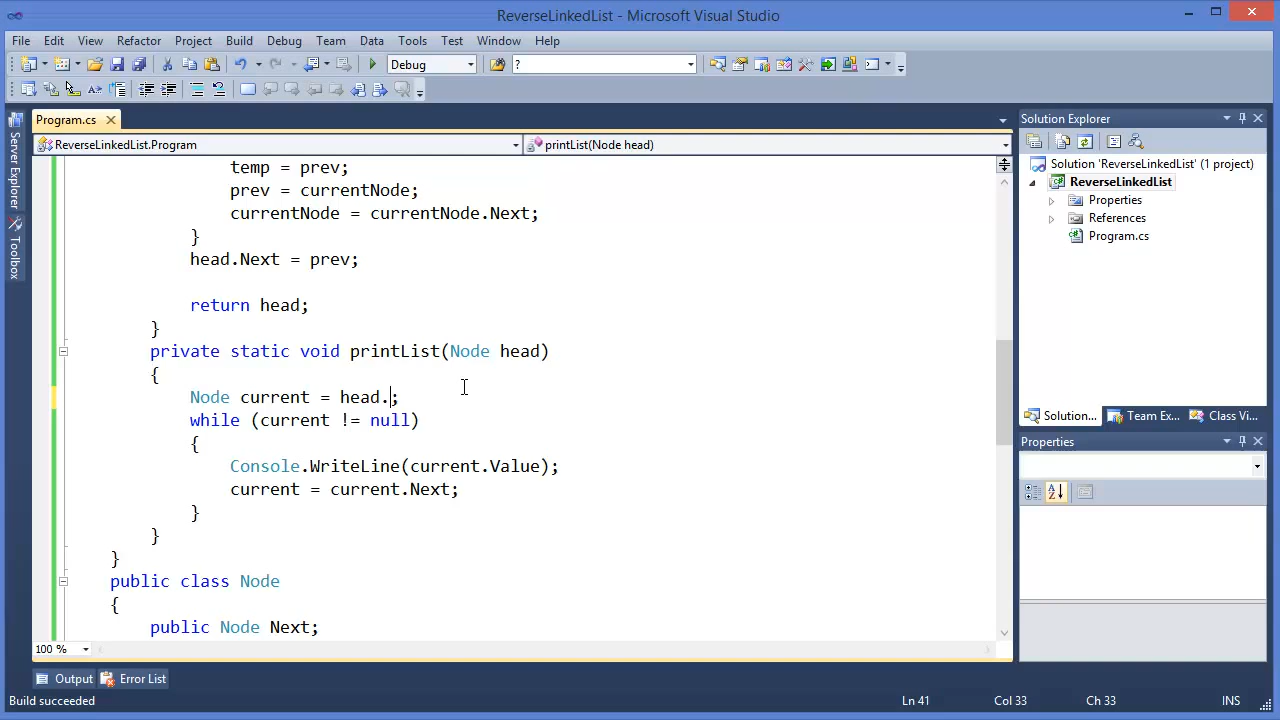 ReverseLinkedList - Microsoft Visual Studio
File Edit View Refactor Project Build Debug Team Data Tools Test Window Help
Debug ?
Server Explorer
Toolbox
Program.cs
ReverseLinkedList.Program printList(Node head)
temp = prev;
prev = currentNode;
currentNode = currentNode.Next;
}
head.Next = prev;
return head;
}
private static void printList(Node head)
{
Node current = head.;
while (current != null)
{
Console.WriteLine(current.Value);
current = current.Next;
}
}
}
public class Node
{
public Node Next;
100 %
Solution Explorer
Solution 'ReverseLinkedList' (1 project)
ReverseLinkedList
Properties
References
Program.cs
Solution... Team Ex... Class Vi...
Properties
Output Error List
Build succeeded Ln 41 Col 33 Ch 33 INS